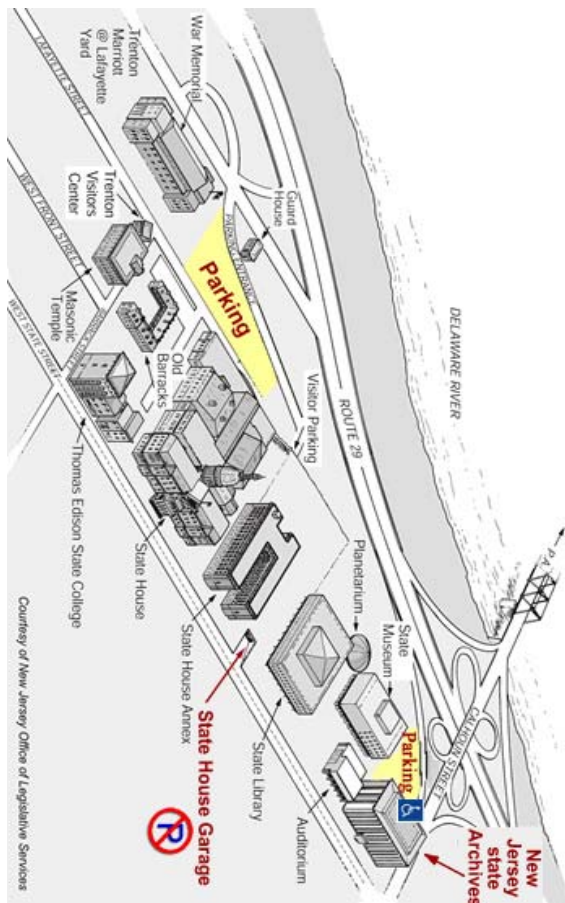 P.A.
DELAWARE RIVER
ROUTE 29
CALHOUN STREET
New
Jersey
state
Archives
Parking
State
Museum
Planetarium
Visitor Parking
Guard
House
PARKING ENTRANCE
War Memorial
Trenton
Marriott
@ Lafayette
Yard
LAFAYETTE STREET
Parking
Trenton
Visitors
Center
WEST FRONT STREET
Masonic
Temple
Old
Barracks
WEST STATE STREET
Thomas Edison State College
State House
State House Annex
State House Garage
P
State Library
Auditorium
Courtesy of New Jersey Office of Legislative Services